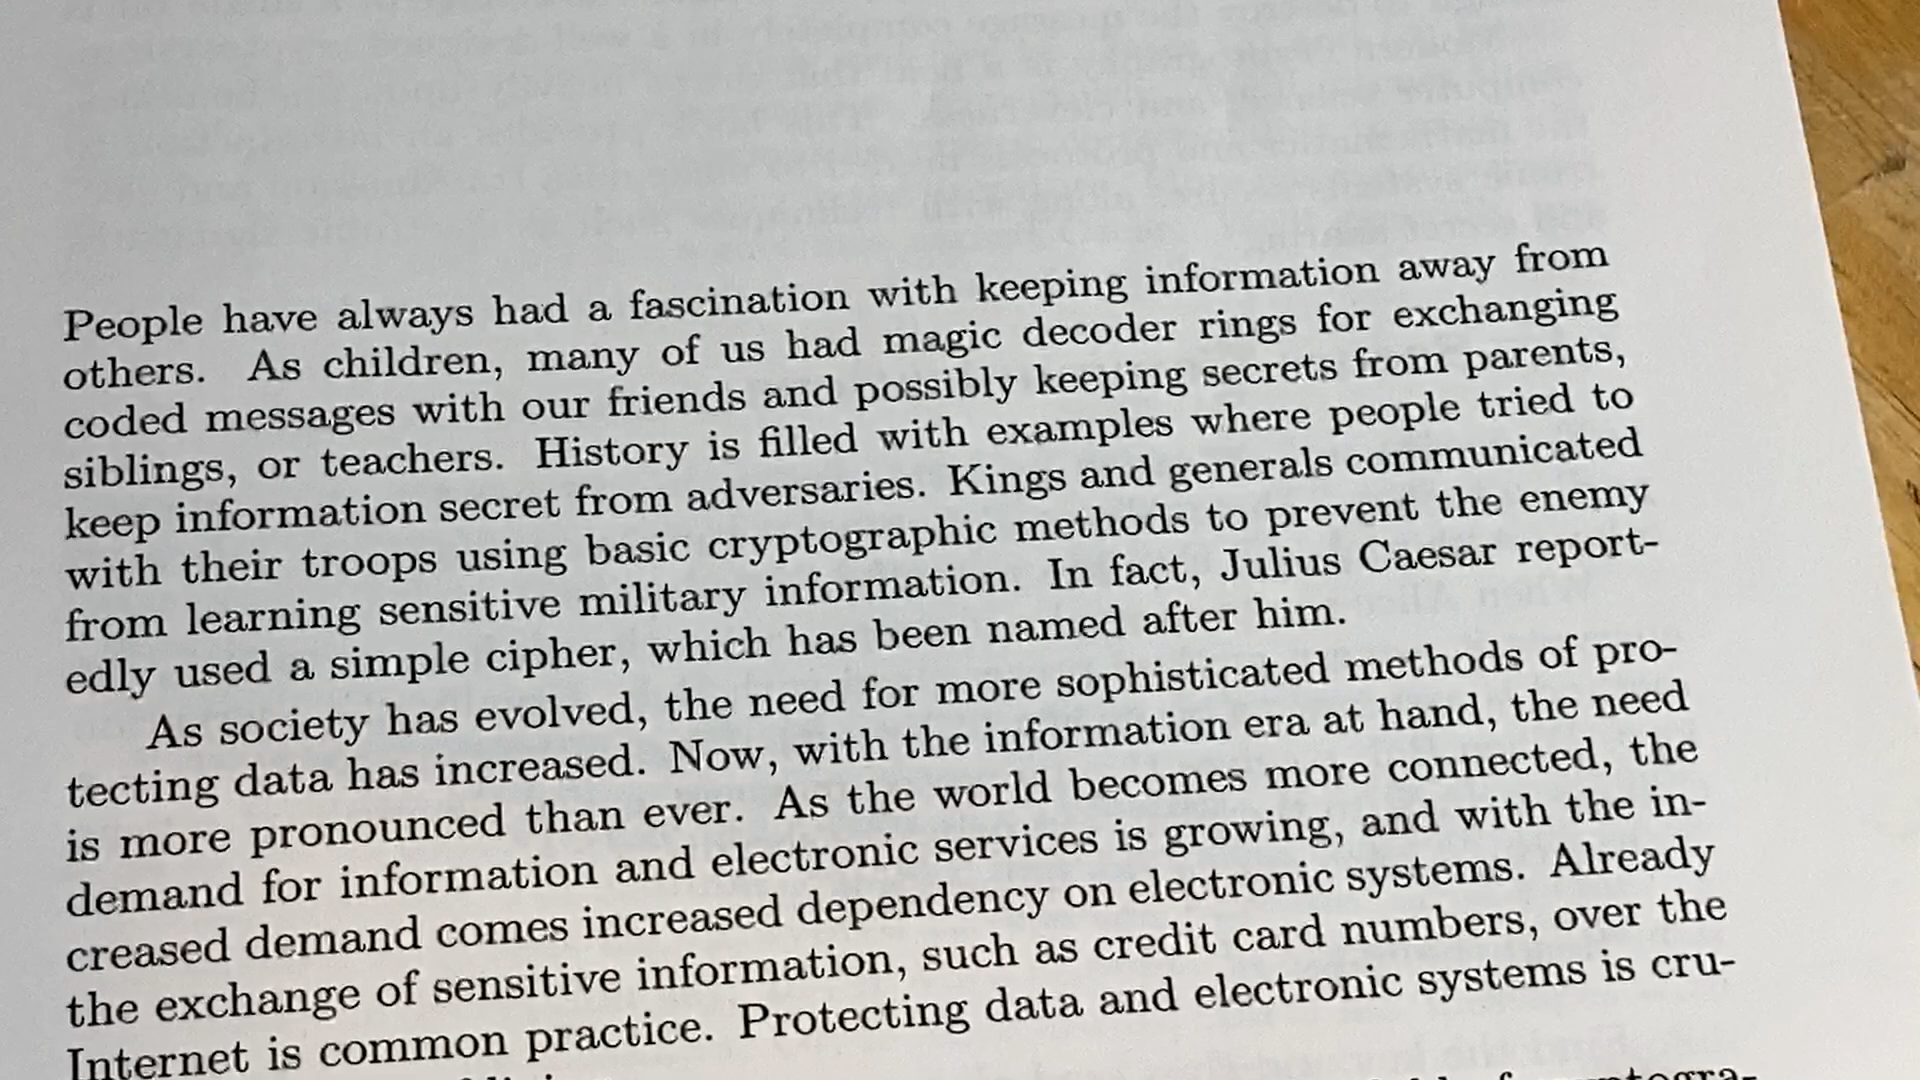 People have always had a fascination with keeping information away from
others. As children, many of us had magic decoder rings for exchanging
coded messages with our friends and possibly keeping secrets from parents,
siblings, or teachers. History is filled with examples where people tried to
keep information secret from adversaries. Kings and generals communicated
with their troops using basic cryptographic methods to prevent the enemy
from learning sensitive military information. In fact, Julius Caesar report-
edly used a simple cipher, which has been named after him.
As society has evolved, the need for more sophisticated methods of pro-
tecting data has increased. Now, with the information era at hand, the need
is more pronounced than ever. As the world becomes more connected, the
demand for information and electronic services is growing, and with the in-
creased demand comes increased dependency on electronic systems. Already
the exchange of sensitive information, such as credit card numbers, over the
Internet is common practice. Protecting data and electronic systems is cru-